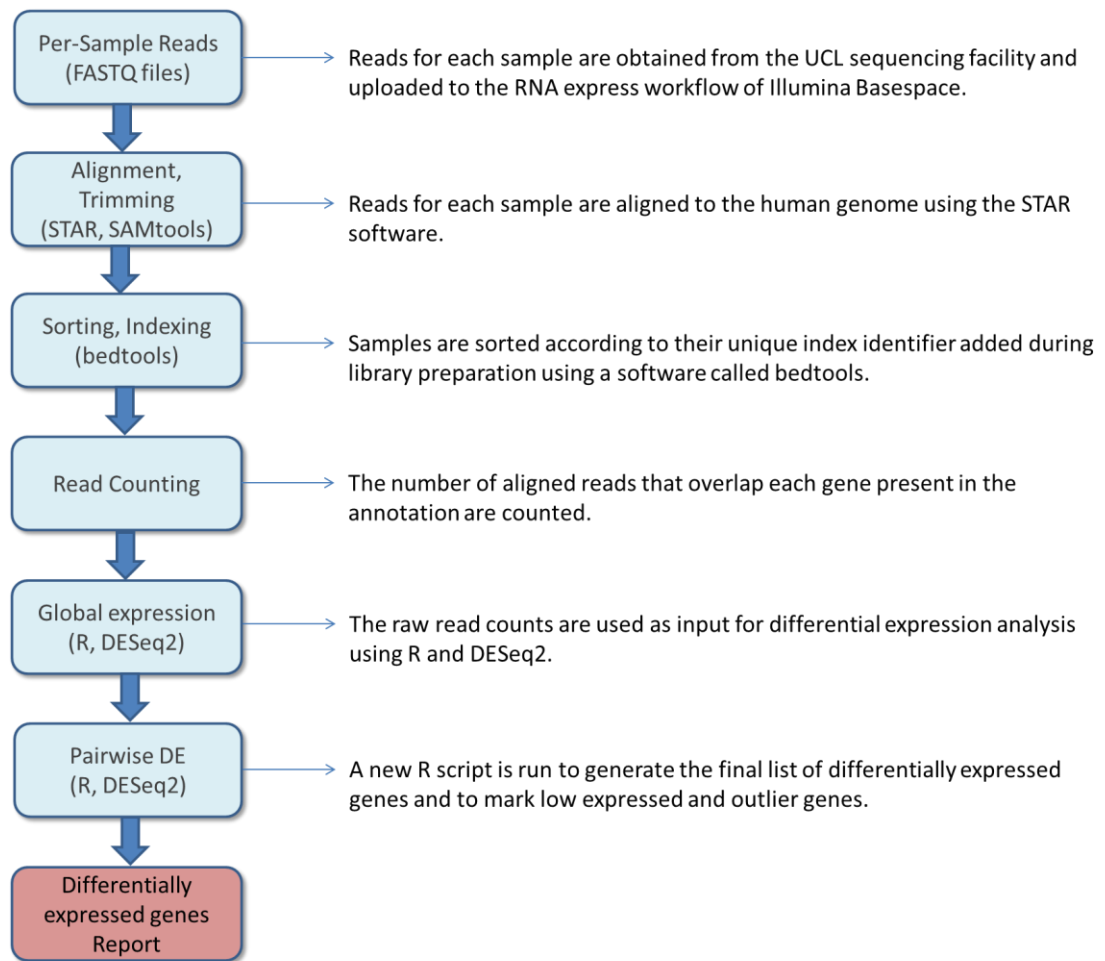 Per-Sample Reads
(FASTQ files)
Reads for each sample are obtained from the UCL sequencing facility and
uploaded to the RNA express workflow of Illumina Basespace.
Alignment,
Trimming
(STAR, SAMtools)
Reads for each sample are aligned to the human genome using the STAR
software.
Sorting, Indexing
(bedtools)
Samples are sorted according to their unique index identifier added during
library preparation using a software called bedtools.
Read Counting
The number of aligned reads that overlap each gene present in the
annotation are counted.
Global expression
(R, DESeq2)
The raw read counts are used as input for differential expression analysis
using R and DESeq2.
Pairwise DE
(R, DESeq2)
A new R script is run to generate the final list of differentially expressed
genes and to mark low expressed and outlier genes.
Differentially
expressed genes
Report